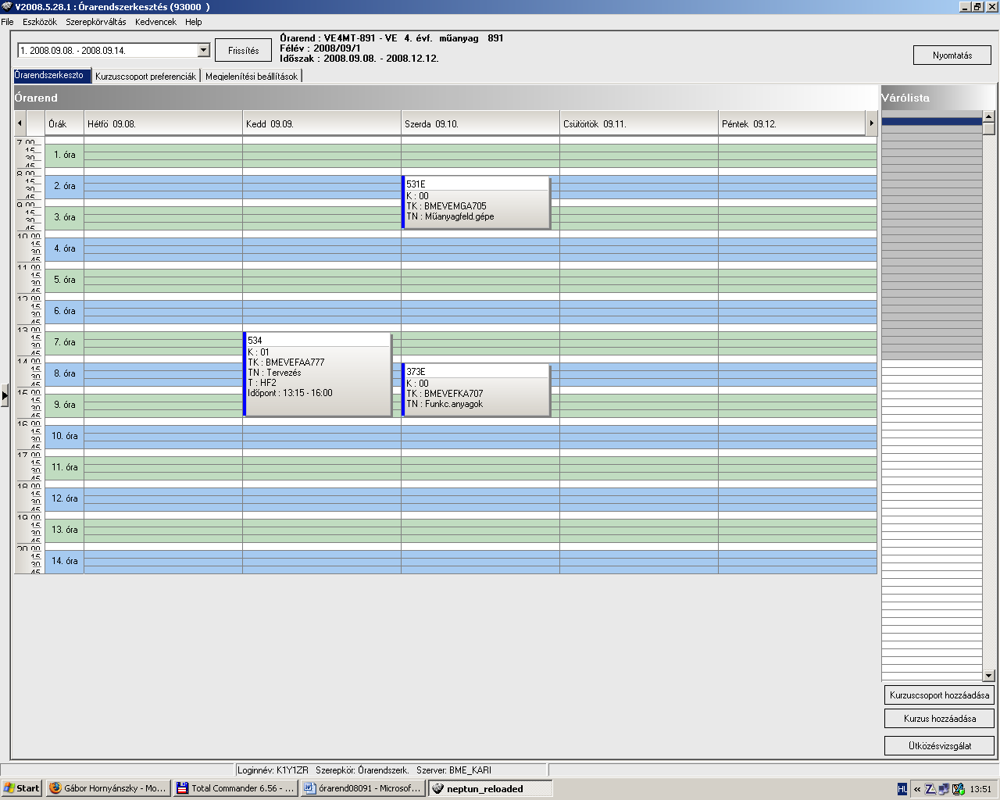 V2008.5.28.1 : Órarendszerkesztés (93000  )
File Eszközök Szerepkörváltás Kedvencek Help
1. 2008.09.08. - 2008.09.14.
Frissítés
Órarend : VE4MT-891 - VE 4. évf. műanyag 891
Félév : 2008/09/1
Időszak : 2008.09.08. - 2008.12.12.
Nyomtatás
Órarendszerkeszto Kurzuscsoport preferenciák Megjelenítési beállítások
Órarend
Várólista
Órák Hétfő 09.08. Kedd 09.09. Szerda 09.10. Csütörtök 09.11. Péntek 09.12.
7 00
15
30
45
1. óra
8 00
15
30
45
2. óra
531E
K : 00
TK : BMEVEMGA705
TN : Műanyagfeld.gépe
9 00
15
30
45
3. óra
10 00
15
30
45
4. óra
11 00
15
30
45
5. óra
12 00
15
30
45
6. óra
13 00
15
30
45
7. óra
534
K : 01
TK : BMEVEFAA777
TN : Tervezés
T : HF2
Időpont : 13:15 - 16:00
14 00
15
30
45
8. óra
373E
K : 00
TK : BMEVEFKA707
TN : Funkc.anyagok
15 00
15
30
45
9. óra
16 00
15
30
45
10. óra
17 00
15
30
45
11. óra
18 00
15
30
45
12. óra
19 00
15
30
45
13. óra
20 00
15
30
45
14. óra
Kurzuscsoport hozzáadása
Kurzus hozzáadása
Ütközésvizsgálat
Loginnév: K1Y1ZR Szerepkör: Órarendszerk. Szerver: BME_KARI
Start Gábor Hornyánszky - Mo... Total Commander 6.56 - ... órarend08091 - Microsof... neptun_reloaded HU « 13:51